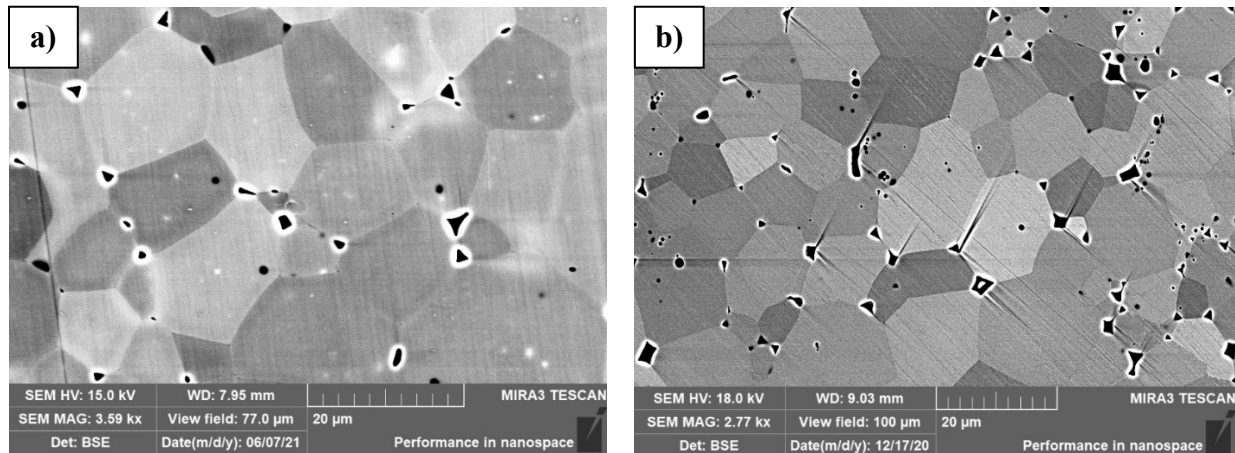 a)
SEM HV: 15.0 kV WD: 7.95 mm MIRA3 TESCAN
SEM MAG: 3.59 kx View field: 77.0 µm 20 µm
Det: BSE Date(m/d/y): 06/07/21 Performance in nanospace
b)
SEM HV: 18.0 kV WD: 9.03 mm MIRA3 TESCAN
SEM MAG: 2.77 kx View field: 100 µm 20 µm
Det: BSE Date(m/d/y): 12/17/20 Performance in nanospace